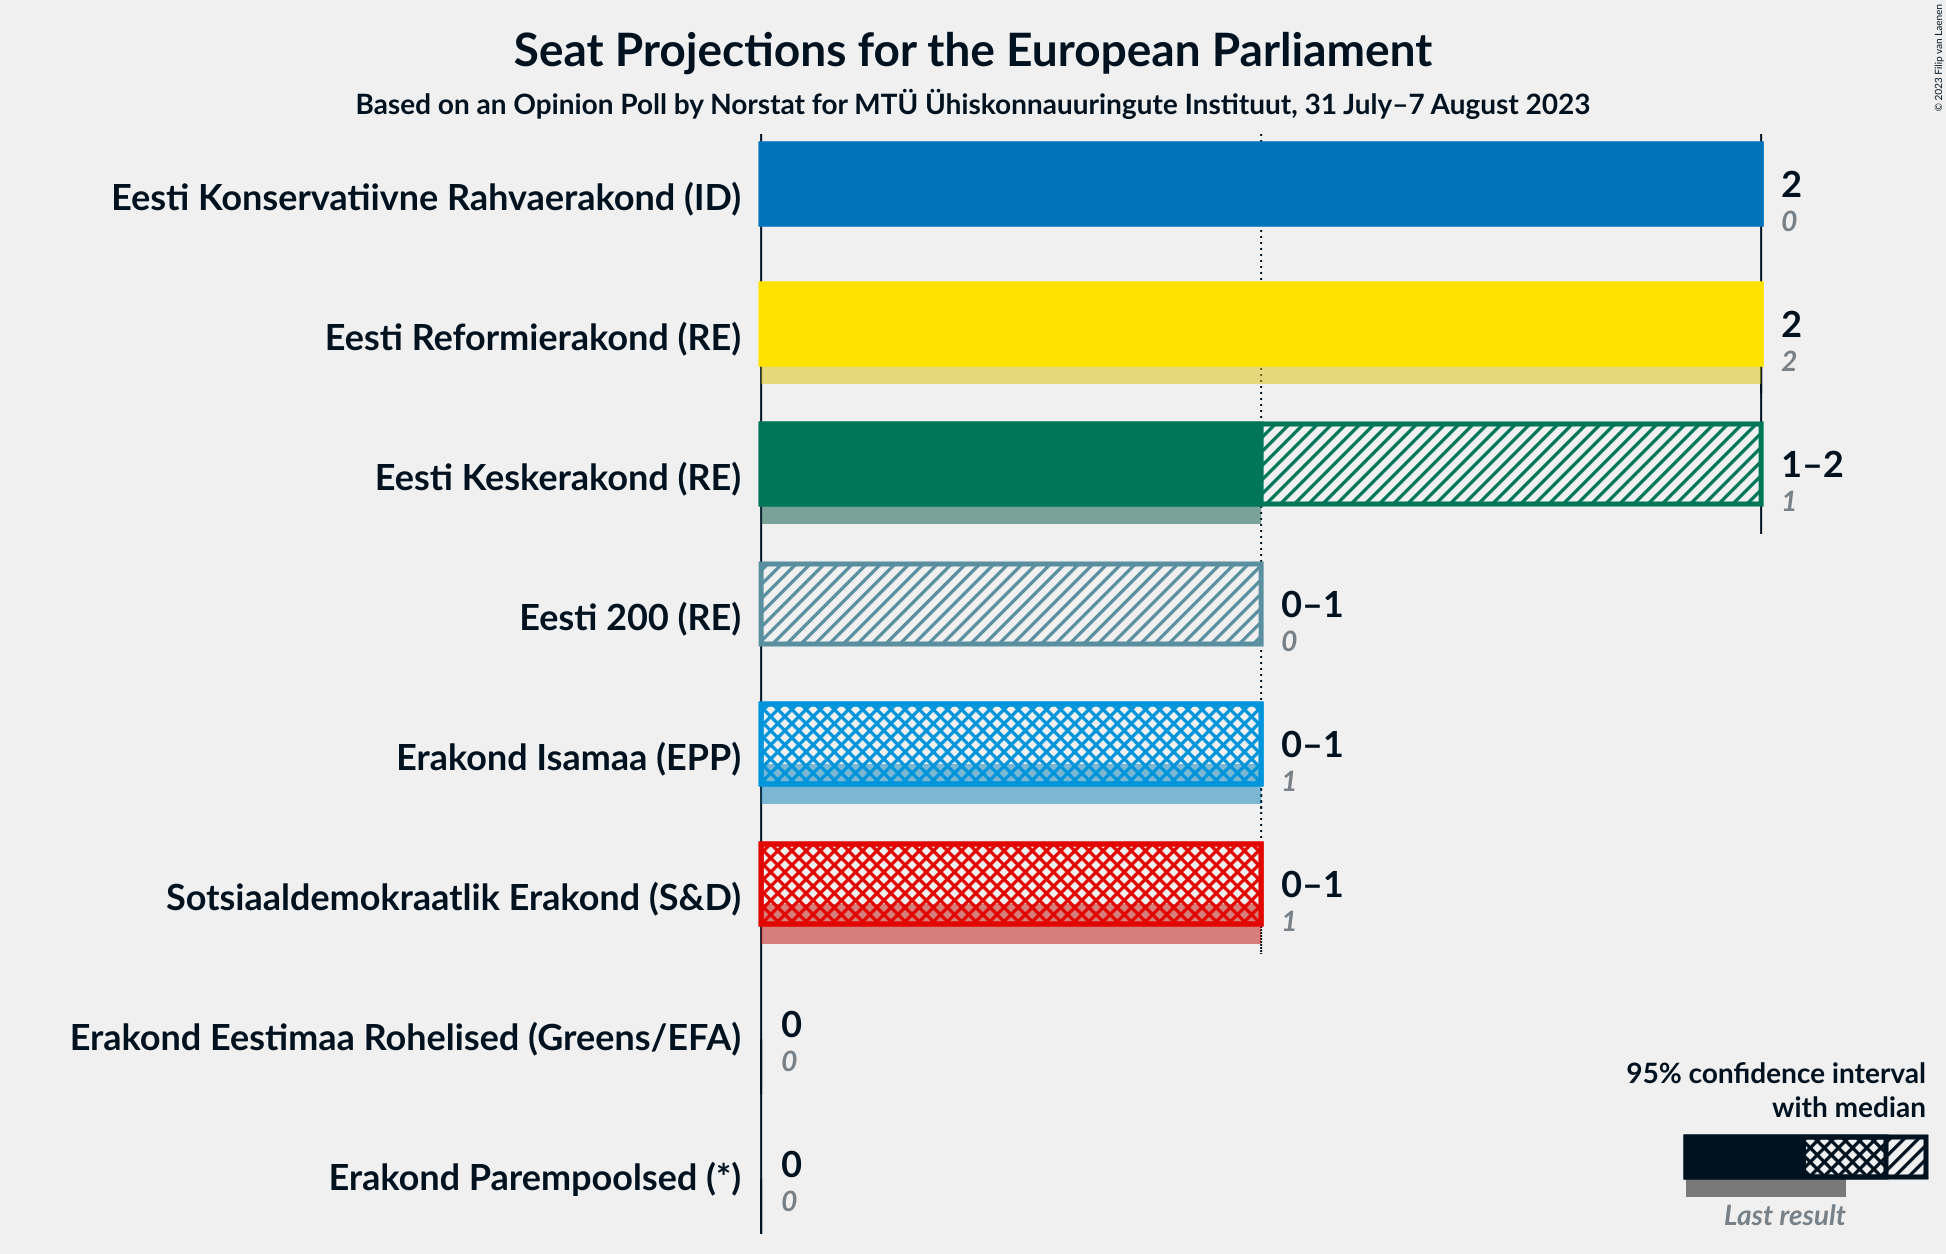 Seat Projections for the European Parliament
Based on an Opinion Poll by Norstat for MTÜ Ühiskonnauuringute Instituut, 31 July–7 August 2023
© 2023 Filip van Laenen
Eesti Konservatiivne Rahvaerakond (ID)
2
0
Eesti Reformierakond (RE)
2
2
Eesti Keskerakond (RE)
1–2
1
Eesti 200 (RE)
0–1
0
Erakond Isamaa (EPP)
0–1
1
Sotsiaaldemokraatlik Erakond (S&D)
0–1
1
Erakond Eestimaa Rohelised (Greens/EFA)
0
0
Erakond Parempoolsed (*)
0
0
95% confidence interval
with median
Last result